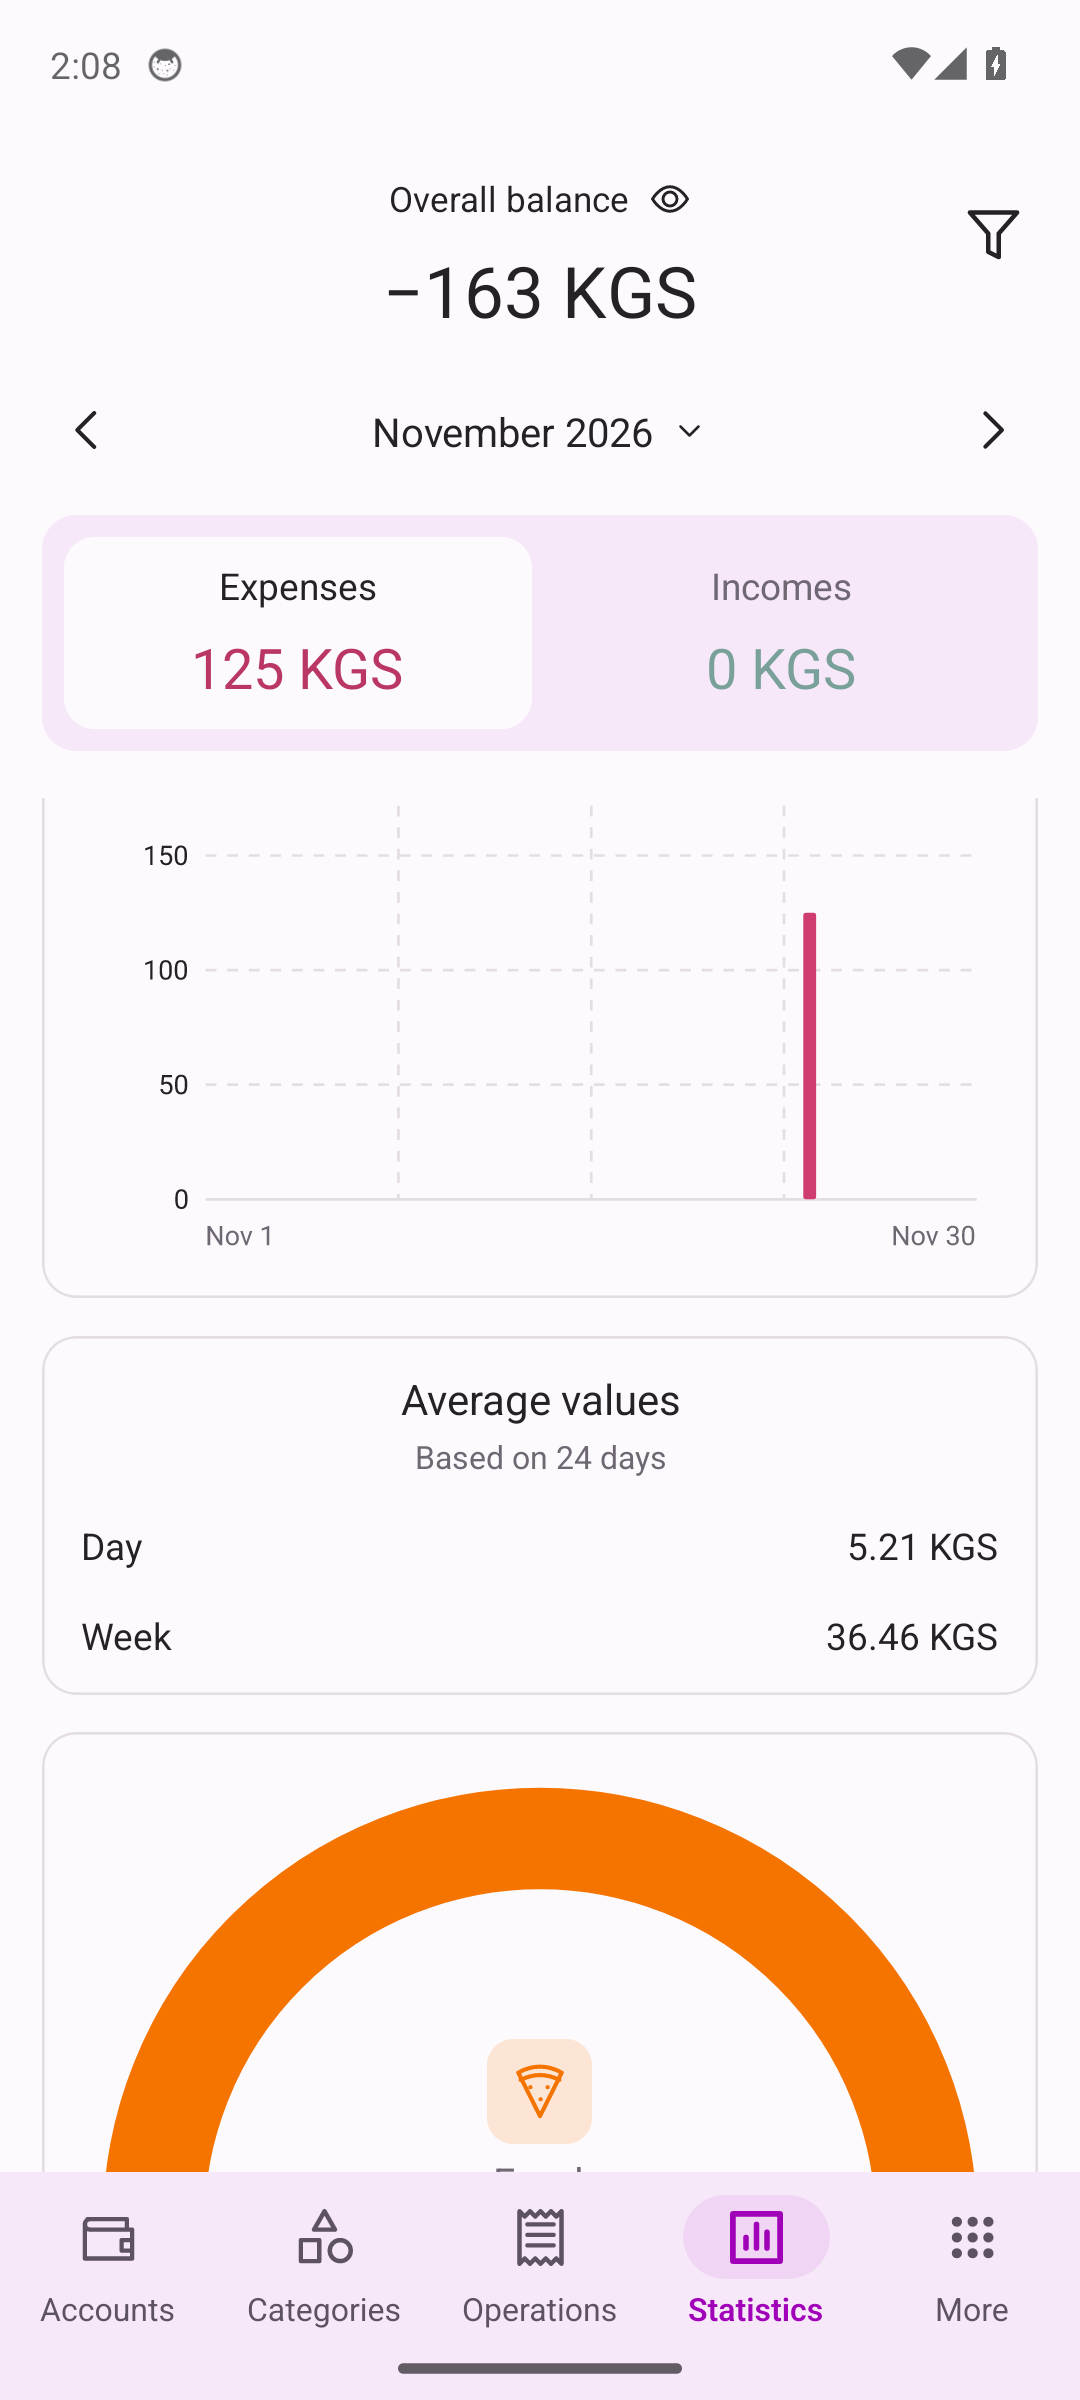 2:08
Overall balance
−163 KGS
November 2026
Expenses
Incomes
125 KGS
0 KGS
150
100
50
0
Nov 1
Nov 30
Average values
Based on 24 days
Day
5.21 KGS
Week
36.46 KGS
Accounts
Categories
Operations
Statistics
More